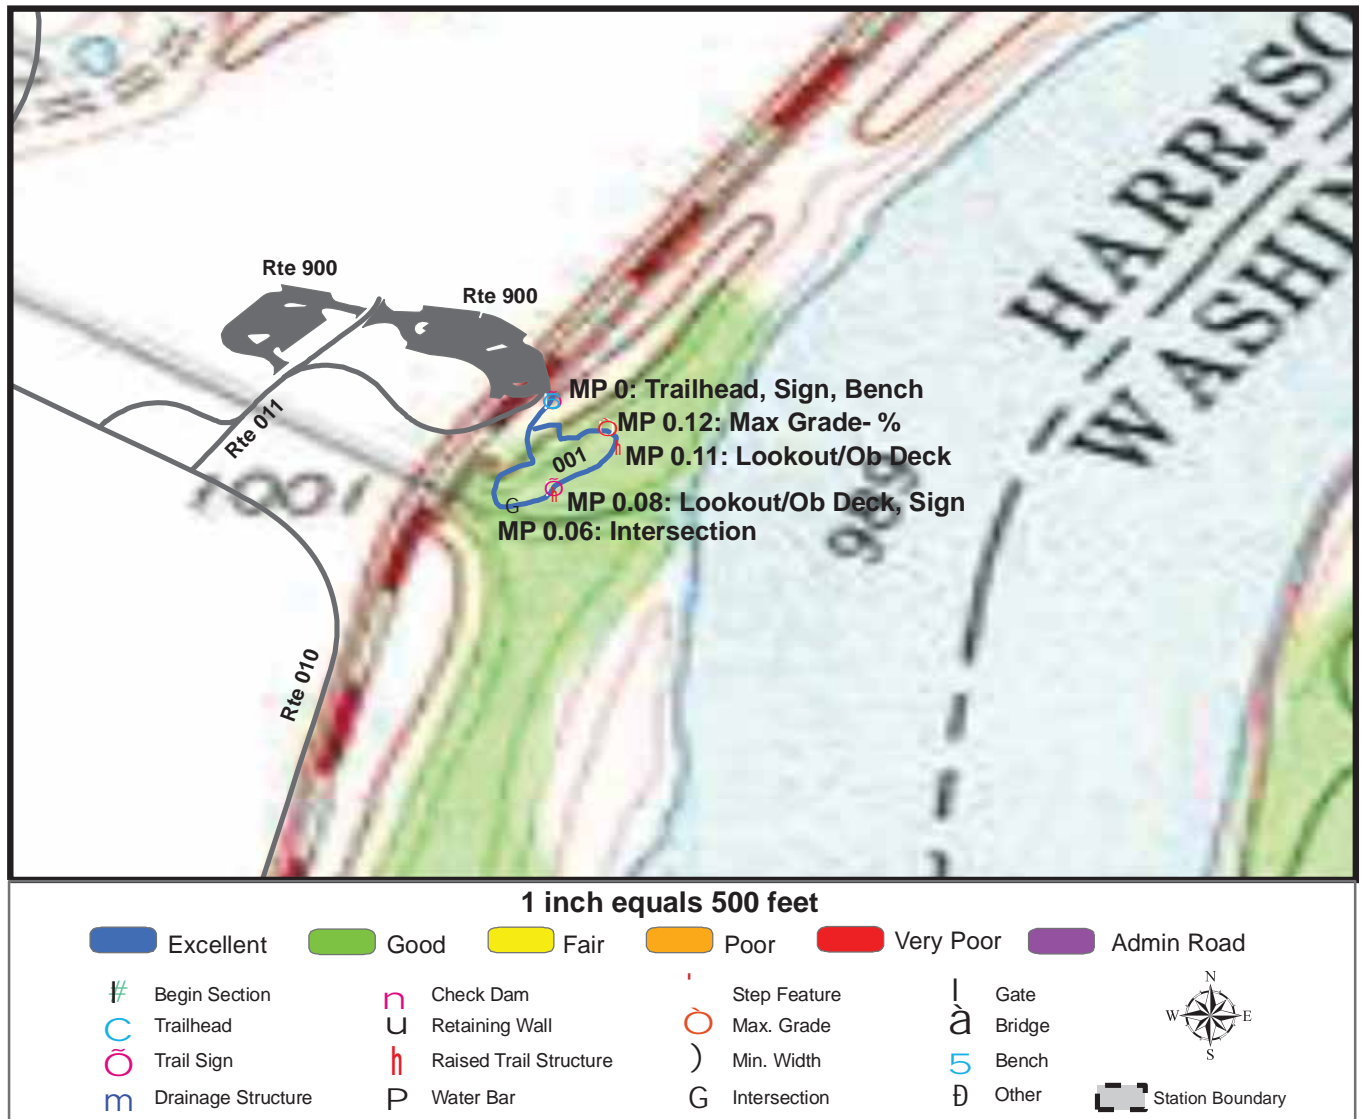 HARRISO
WASHIN
Rte 900
Rte 900
MP 0: Trailhead, Sign, Bench
MP 0.12: Max Grade- %
Rte 011
001
MP 0.11: Lookout/Ob Deck
1001
MP 0.08: Lookout/Ob Deck, Sign
G
MP 0.06: Intersection
989
Rte 010
1 inch equals 500 feet
Excellent Good Fair Poor Very Poor Admin Road
Begin Section
Trailhead
Trail Sign
Drainage Structure
n Check Dam
u Retaining Wall
h Raised Trail Structure
P Water Bar
' Step Feature
Ò Max. Grade
) Min. Width
G Intersection
Gate
à Bridge
5 Bench
Ð Other
N
W E
S
Station Boundary